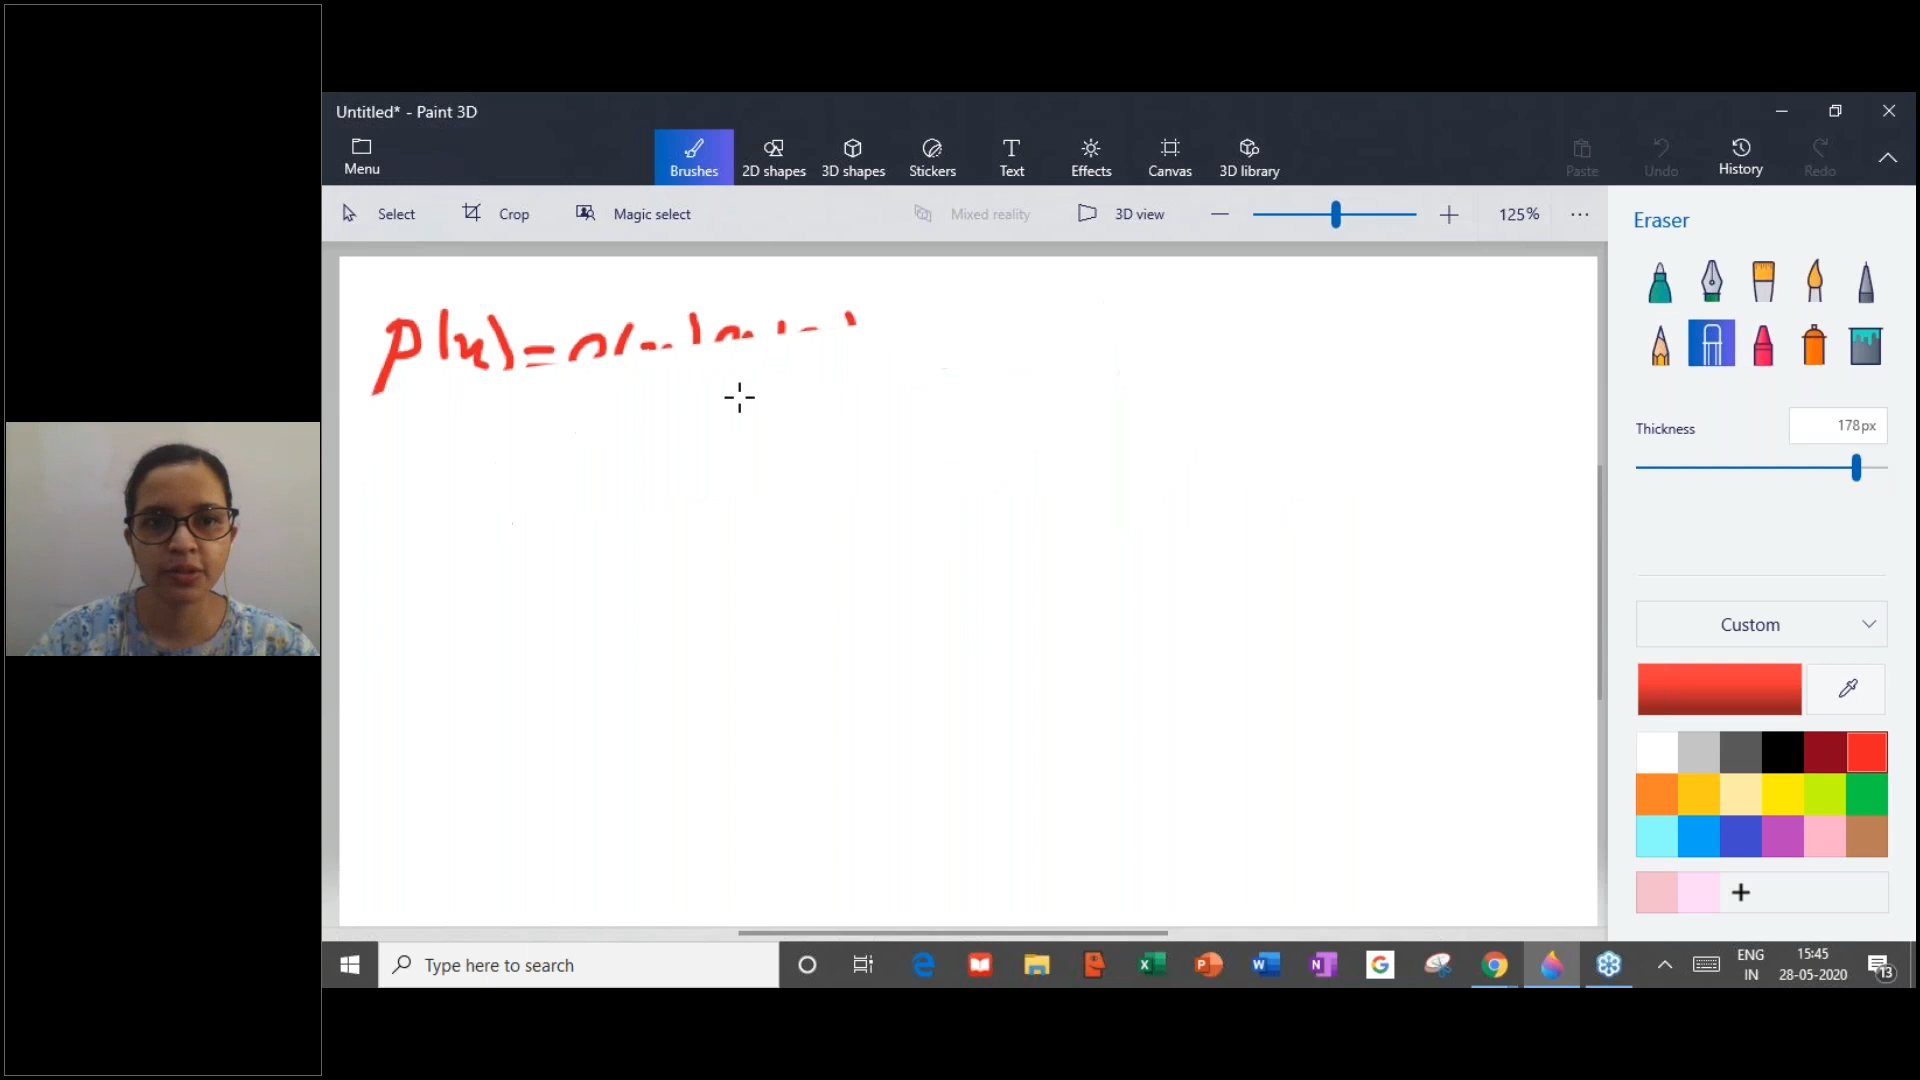 Untitled* - Paint 3D
Menu
Brushes
2D shapes
3D shapes
Stickers
Text
Effects
Canvas
3D library
Paste
Undo
History
Redo
Select
Crop
Magic select
Mixed reality
3D view
125%
Eraser
Thickness
178px
Custom
P(x)=
Type here to search
ENG
IN
15:45
28-05-2020
13